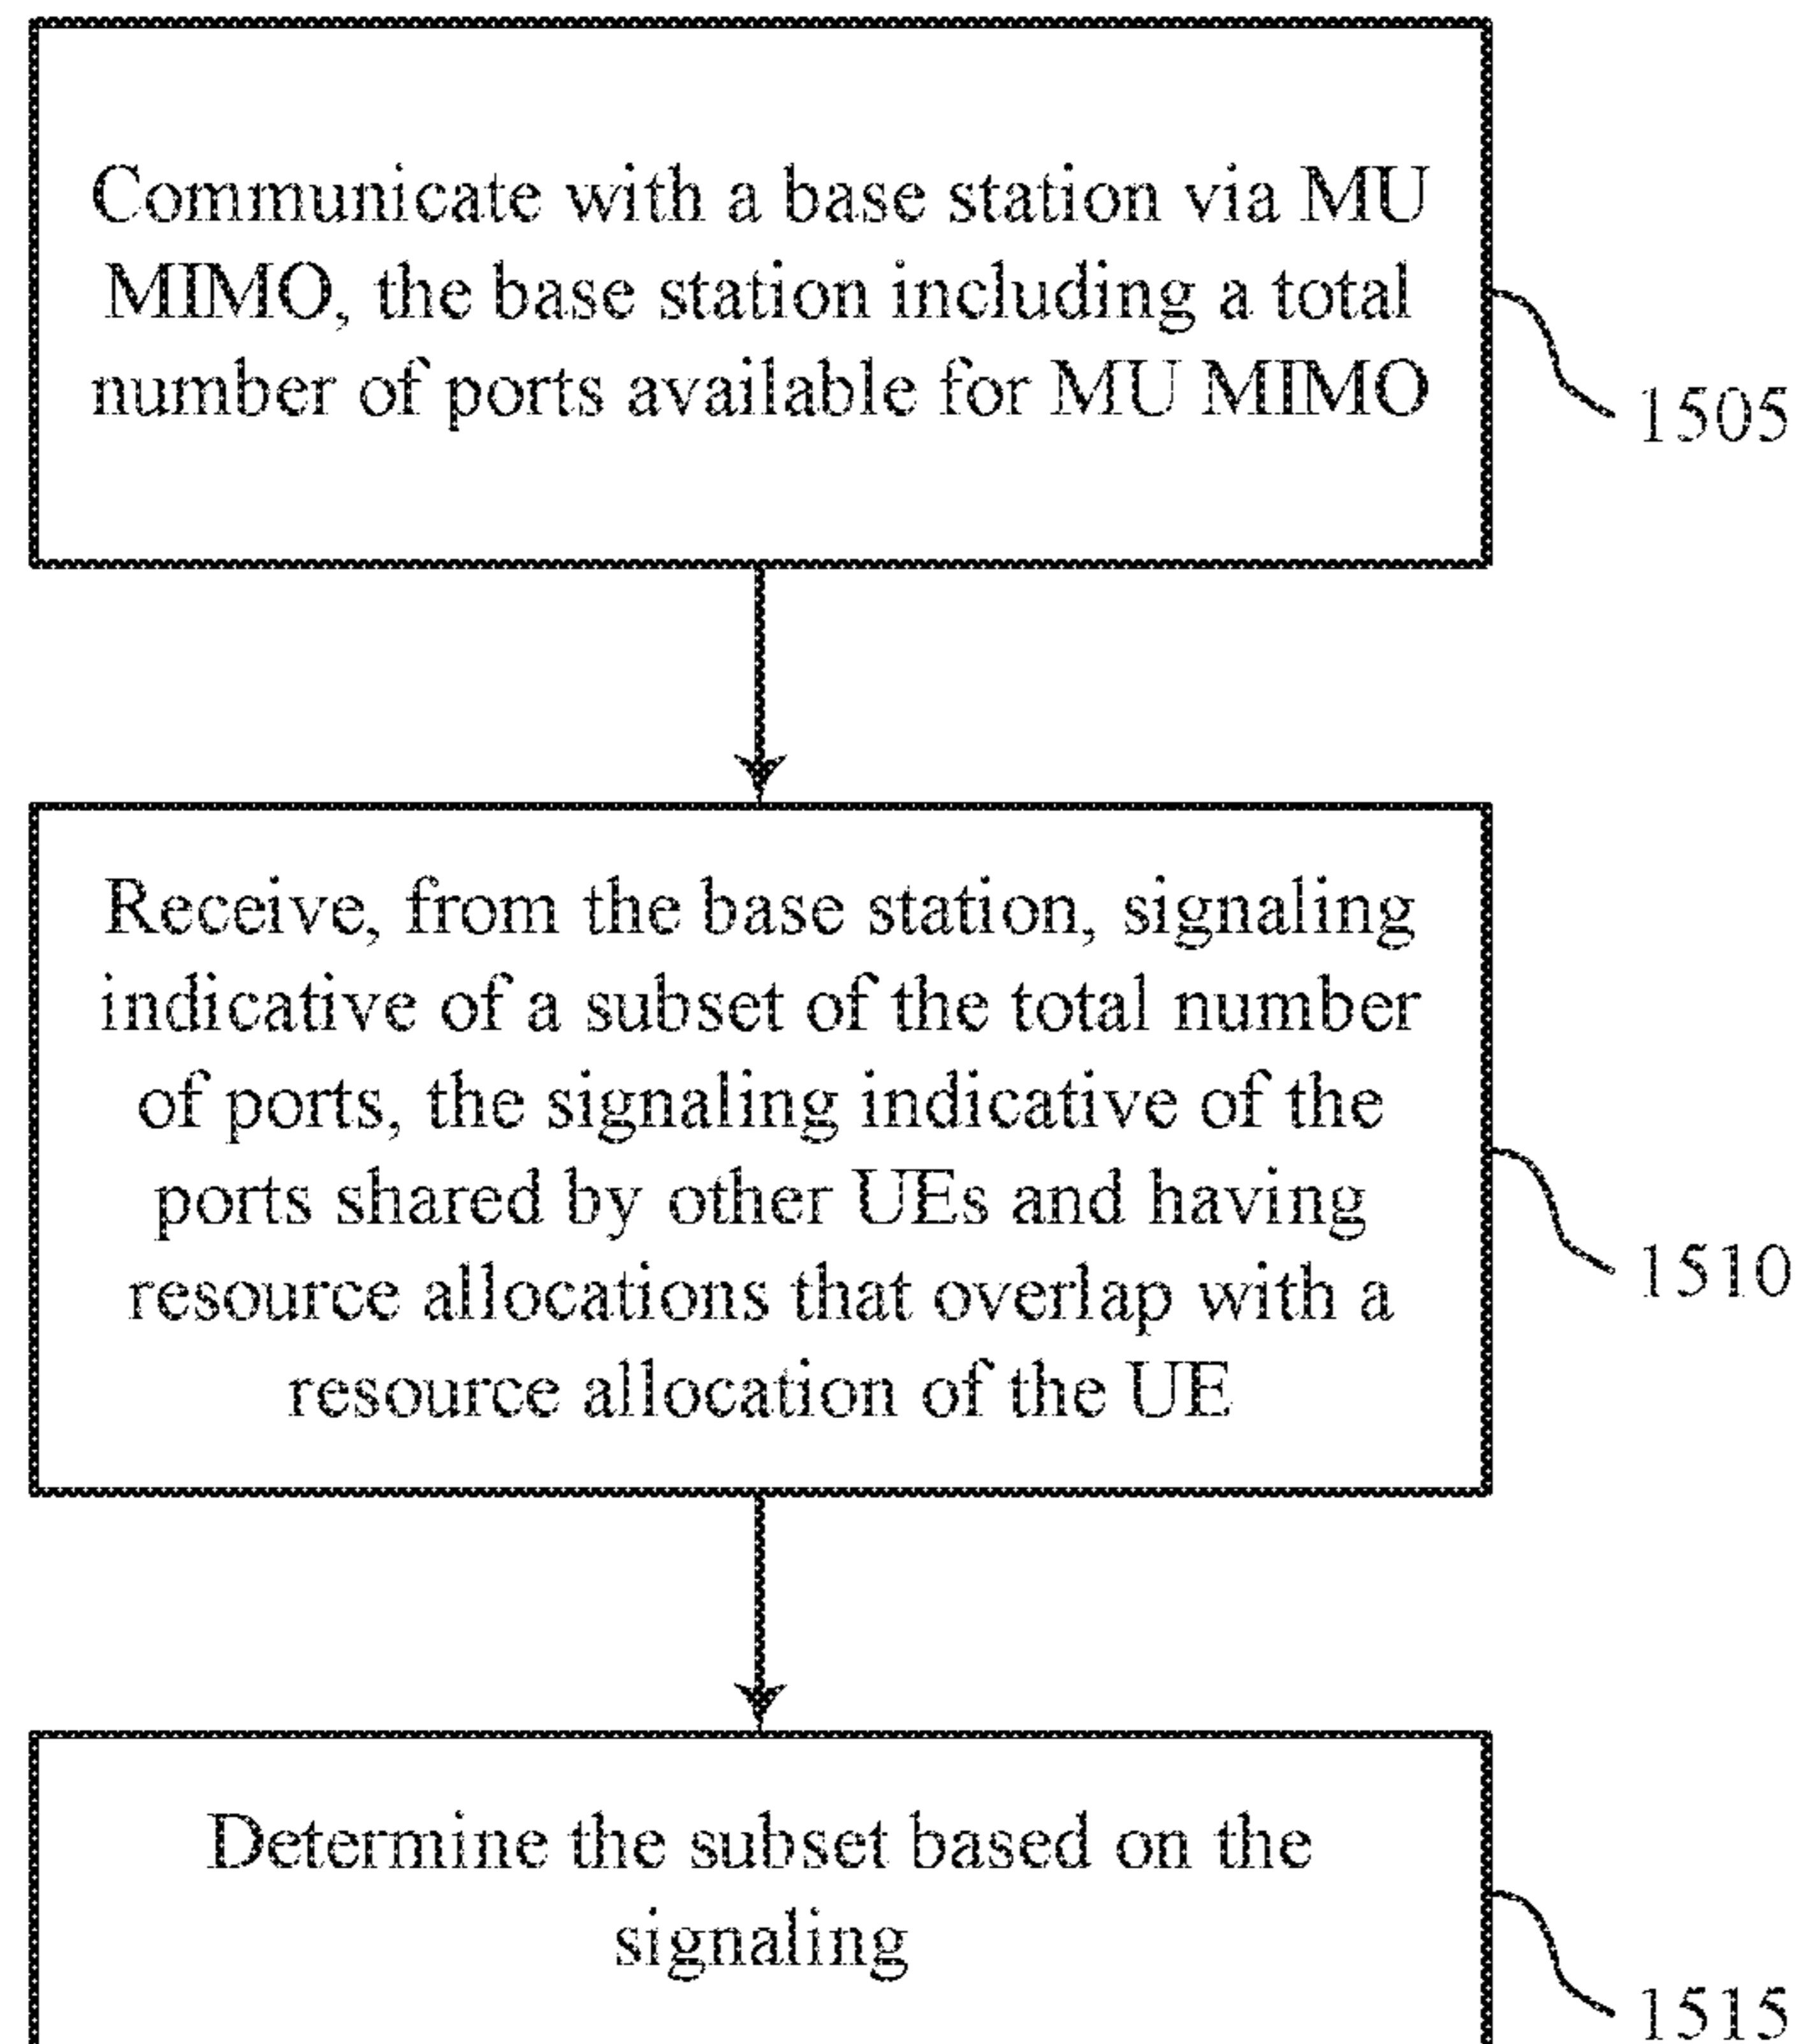 Communicate with a base station via MU
MIMO, the base station including a total
number of ports available for MU MIMO
1505
Receive, from the base station, signaling
indicative of a subset of the total number
of ports, the signaling indicative of the
ports shared by other UEs and having
resource allocations that overlap with a
resource allocation of the UE
1510
Determine the subset based on the
signaling
1515